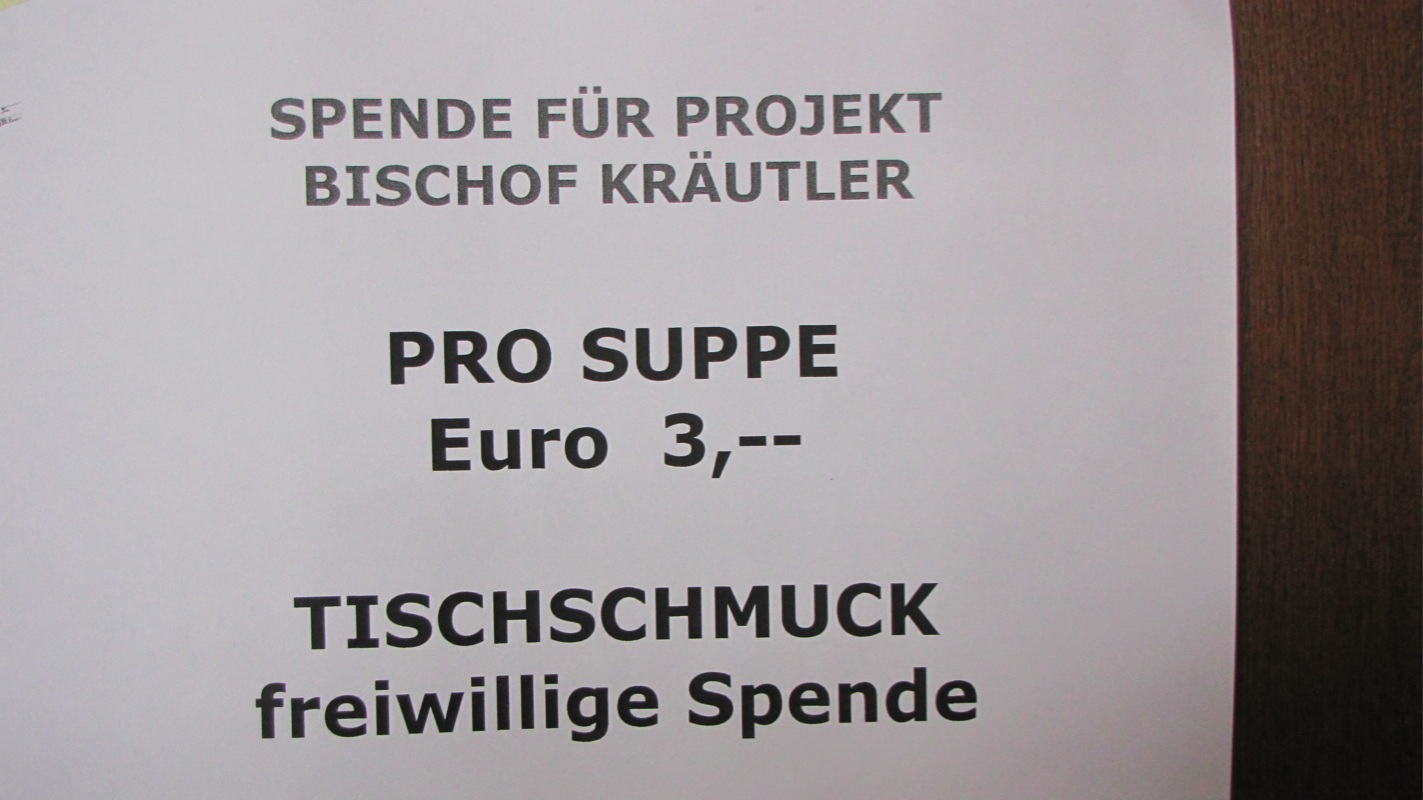 SPENDE FÜR PROJEKT
BISCHOF KRÄUTLER
PRO SUPPE
Euro 3,--
TISCHSCHMUCK
freiwillige Spende